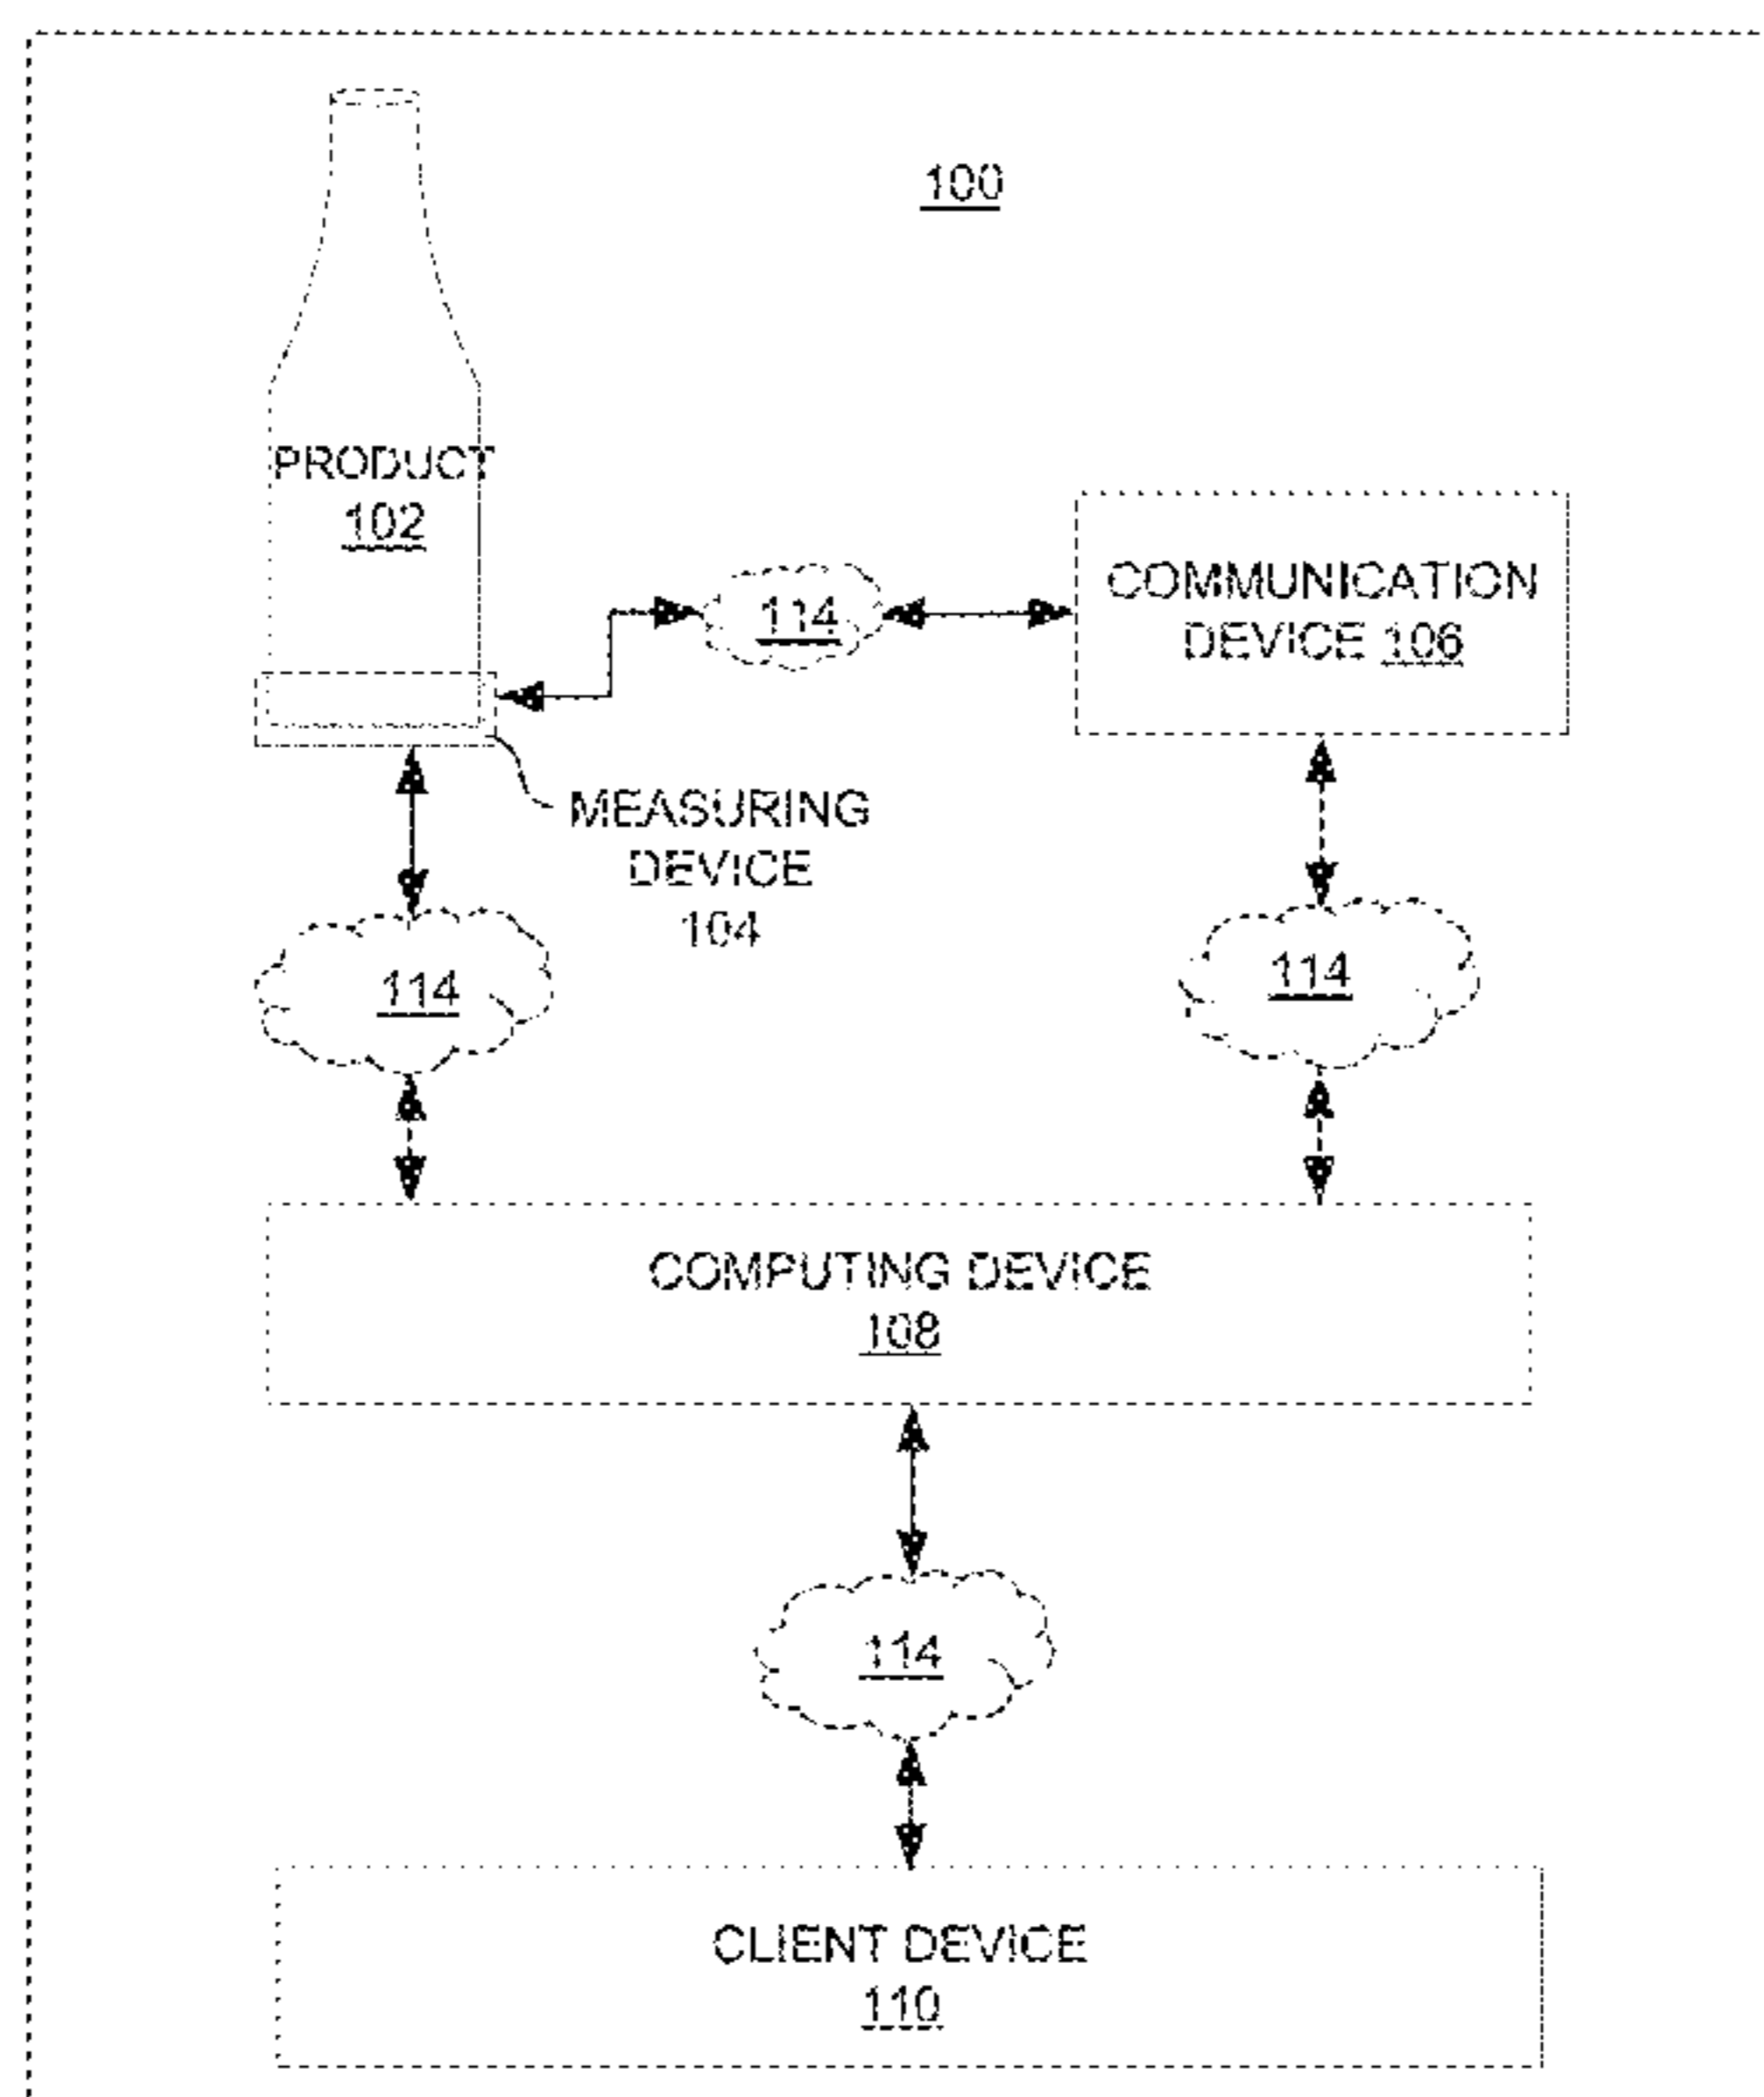 100
PRODUCT
102
114
COMMUNICATION
DEVICE 106
MEASURING
DEVICE
104
114
114
COMPUTING DEVICE
108
114
CLIENT DEVICE
110